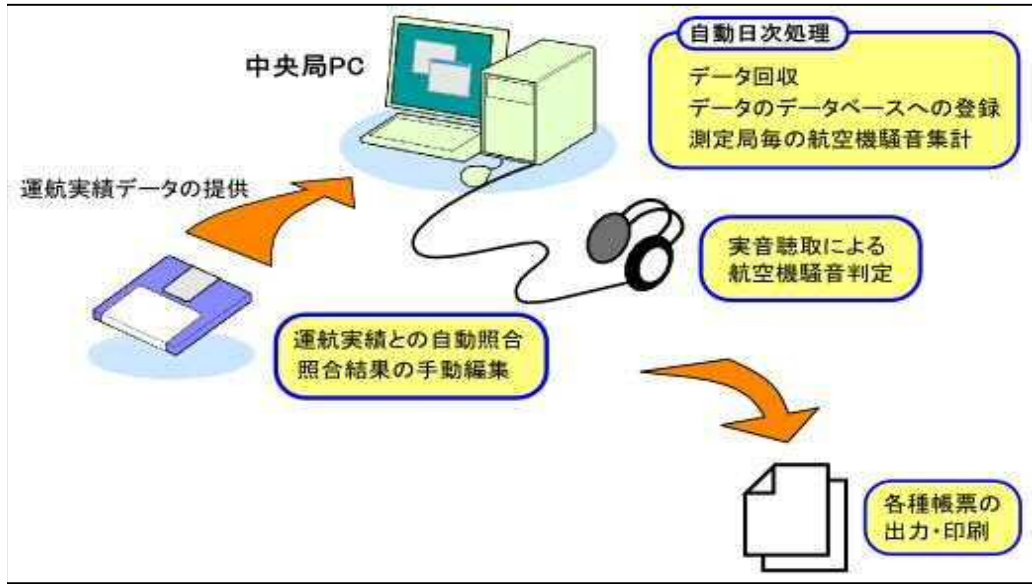 中央局PC
自動日次処理
データ回収
データのデータベースへの登録
測定局毎の航空機騒音集計
運航実績データの提供
実音聴取による
航空機騒音判定
運航実績との自動照合
照合結果の手動編集
各種帳票の
出力・印刷